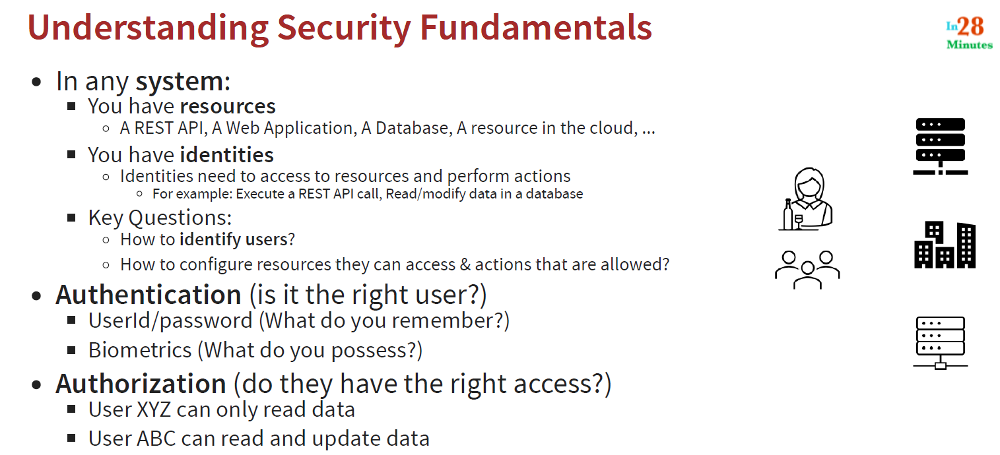 Understanding Security Fundamentals
In28
Minutes
• In any system:
▪ You have resources
◦ A REST API, A Web Application, A Database, A resource in the cloud, ...
▪ You have identities
◦ Identities need to access to resources and perform actions
◦ For example: Execute a REST API call, Read/modify data in a database
▪ Key Questions:
◦ How to identify users?
◦ How to configure resources they can access & actions that are allowed?
• Authentication (is it the right user?)
▪ UserId/password (What do you remember?)
▪ Biometrics (What do you possess?)
• Authorization (do they have the right access?)
▪ User XYZ can only read data
▪ User ABC can read and update data